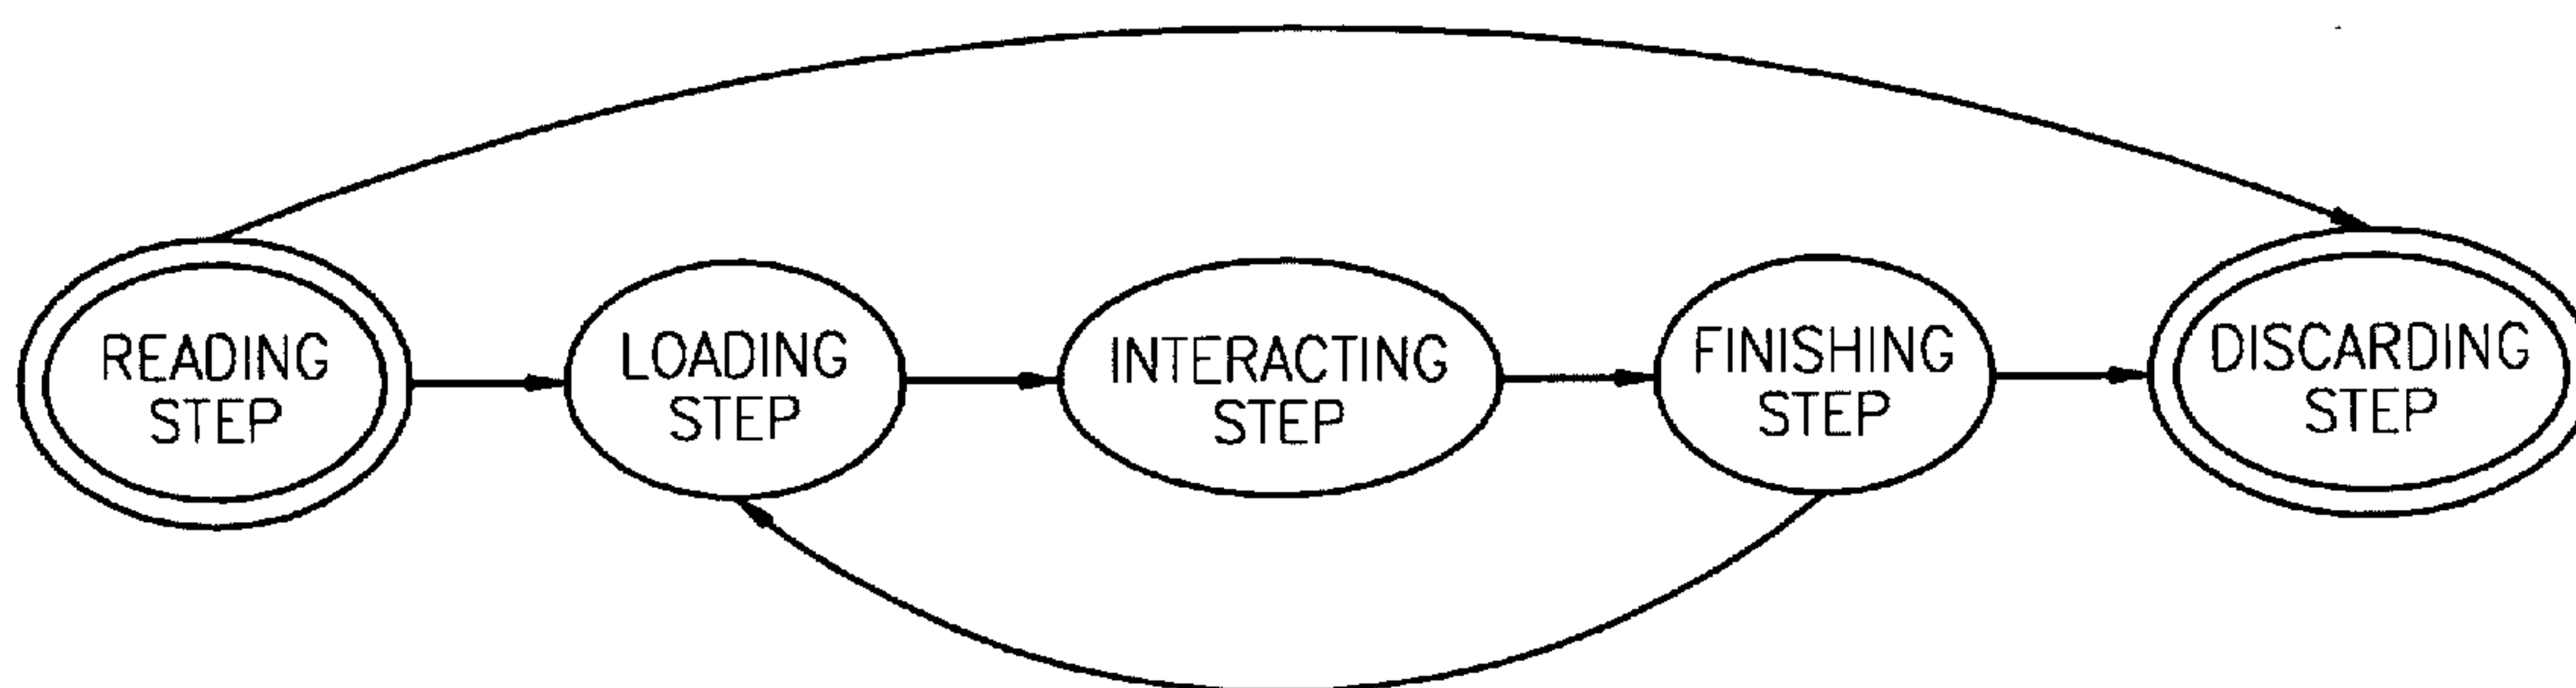 READING
STEP
LOADING
STEP
INTERACTING
STEP
FINISHING
STEP
DISCARDING
STEP